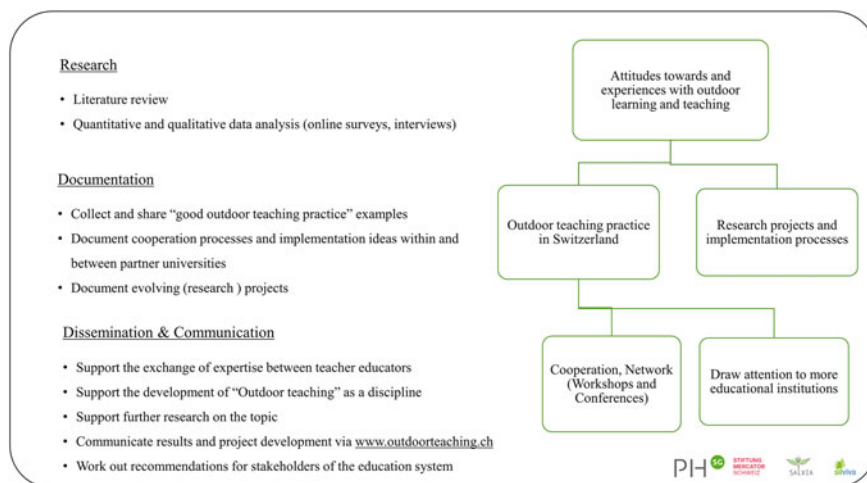 Research
• Literature review
• Quantitative and qualitative data analysis (online surveys, interviews)
Documentation
• Collect and share “good outdoor teaching practice” examples
• Document cooperation processes and implementation ideas within and
between partner universities
• Document evolving (research ) projects
Dissemination & Communication
• Support the exchange of expertise between teacher educators
• Support the development of “Outdoor teaching” as a discipline
• Support further research on the topic
• Communicate results and project development via www.outdoorteaching.ch
• Work out recommendations for stakeholders of the education system
Attitudes towards and
experiences with outdoor
learning and teaching
Outdoor teaching practice
in Switzerland
Research projects and
implementation processes
Cooperation, Network
(Workshops and
Conferences)
Draw attention to more
educational institutions
PH SG
STIFTUNG
MERCATOR
SCHWEIZ
SALVIA
silviva